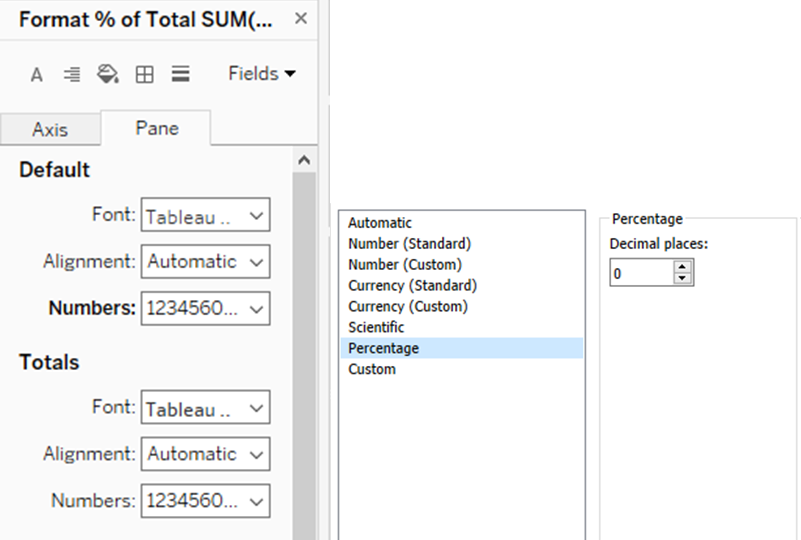 Format % of Total SUM(...
A
Fields
Axis
Pane
Default
Font: Tableau ..
Alignment: Automatic
Numbers: 1234560...
Totals
Font: Tableau ..
Alignment: Automatic
Numbers: 1234560...
Automatic
Number (Standard)
Number (Custom)
Currency (Standard)
Currency (Custom)
Scientific
Percentage
Custom
Percentage
Decimal places:
0